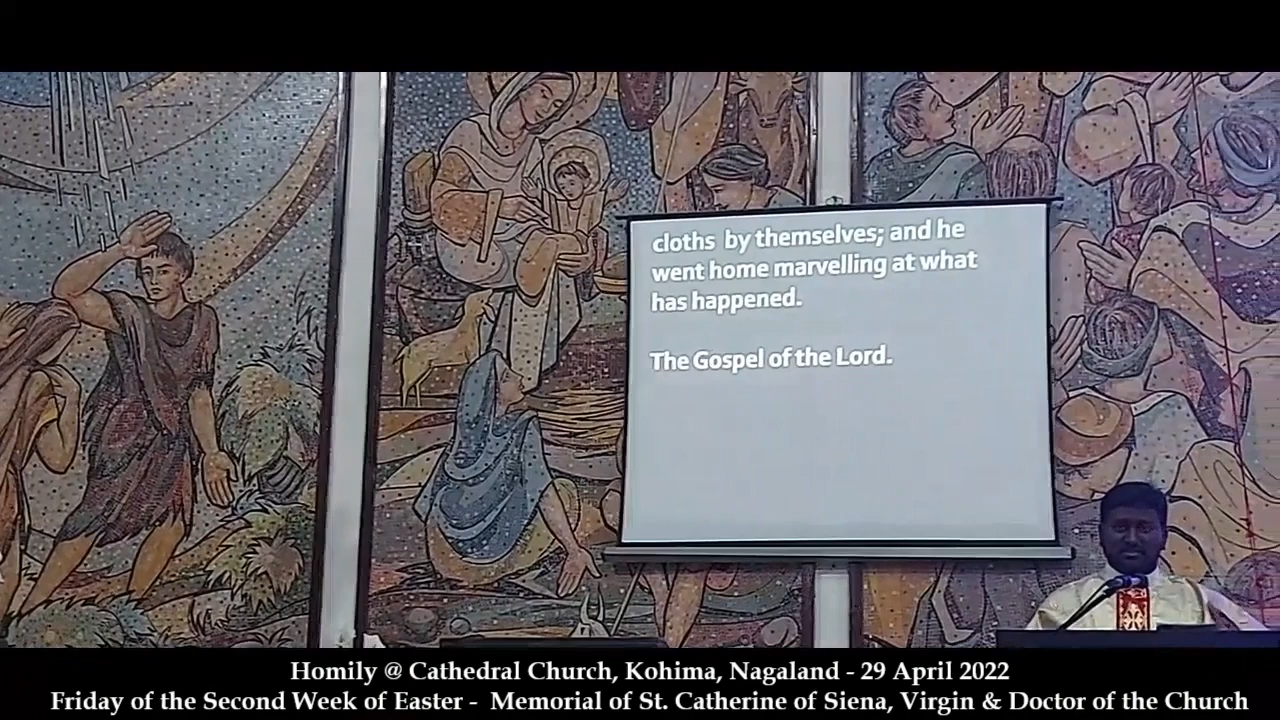 cloths by themselves; and he
went home marvelling at what
has happened.
The Gospel of the Lord.
Homily @ Cathedral Church, Kohima, Nagaland - 29 April 2022
Friday of the Second Week of Easter - Memorial of St. Catherine of Siena, Virgin & Doctor of the Church